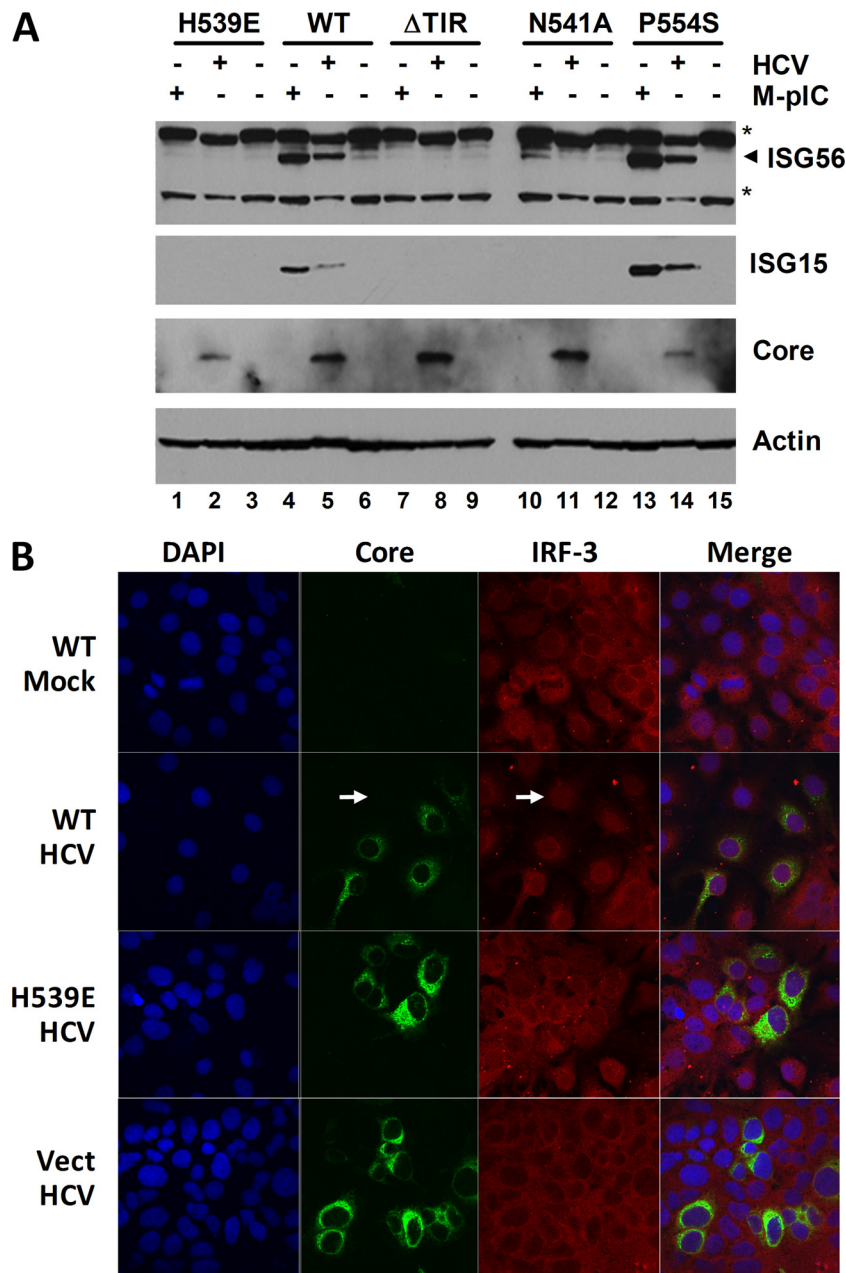 A
H539E WT ΔTIR N541A P554S
- + - - + - - + - - + - - + - HCV
+ - - + - - + - - + - - + - - M-pIC
*
◄ ISG56
*
ISG15
Core
Actin
1 2 3 4 5 6 7 8 9 10 11 12 13 14 15
B
DAPI Core IRF-3 Merge
WT
Mock
WT
HCV
H539E
HCV
Vect
HCV